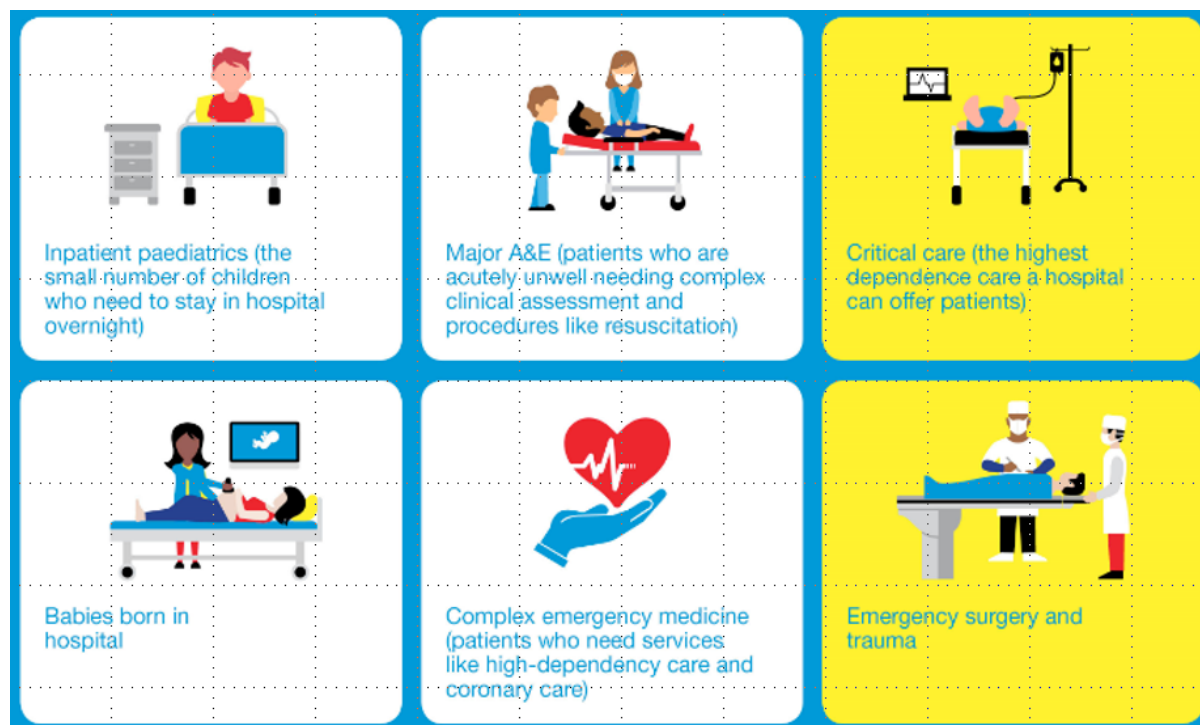 Inpatient paediatrics (the
small number of children
who need to stay in hospital
overnight)
Major A&E (patients who are
acutely unwell needing complex
clinical assessment and
procedures like resuscitation)
Critical care (the highest
dependence care a hospital
can offer patients)
Babies born in
hospital
Complex emergency medicine
(patients who need services
like high-dependency care and
coronary care)
Emergency surgery and
trauma